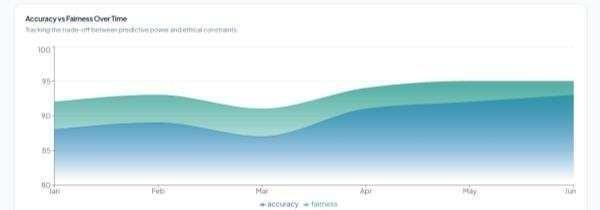 Accuracy vs Fairness Over Time
Tracking the trade-off between predictive power and ethical constraints.
100
95
90
85
80
Jan Feb Mar Apr May Jun
accuracy fairness